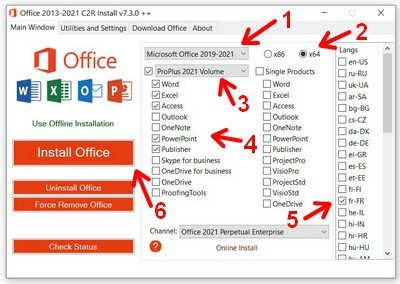 Office 2013-2021 C2R Install v7.3.0 ++
Main Window
Utilities and Settings
Download Office
About
1
2
Office
Microsoft Office 2019-2021
x86
x64
Langs
ProPlus 2021 Volume
Single Products
en-US
ru-RU
uk-UA
ar-SA
bg-BG
cs-CZ
da-DK
de-DE
el-GR
es-ES
et-EE
fi-FI
fr-FR
he-IL
hi-IN
hr-HR
hu-HU
3
Word
Excel
Access
Outlook
OneNote
PowerPoint
Publisher
Skype for business
OneDrive for business
OneDrive
ProofingTools
4
Word
Excel
Access
Outlook
OneNote
PowerPoint
Publisher
ProjectPro
VisioPro
ProjectStd
VisioStd
OneDrive
5
W
X
N
P
Use Offline Installation
Install Office
6
Uninstall Office
Force Remove Office
Check Status
Channel:
Office 2021 Perpetual Enterprise
?
Online Install